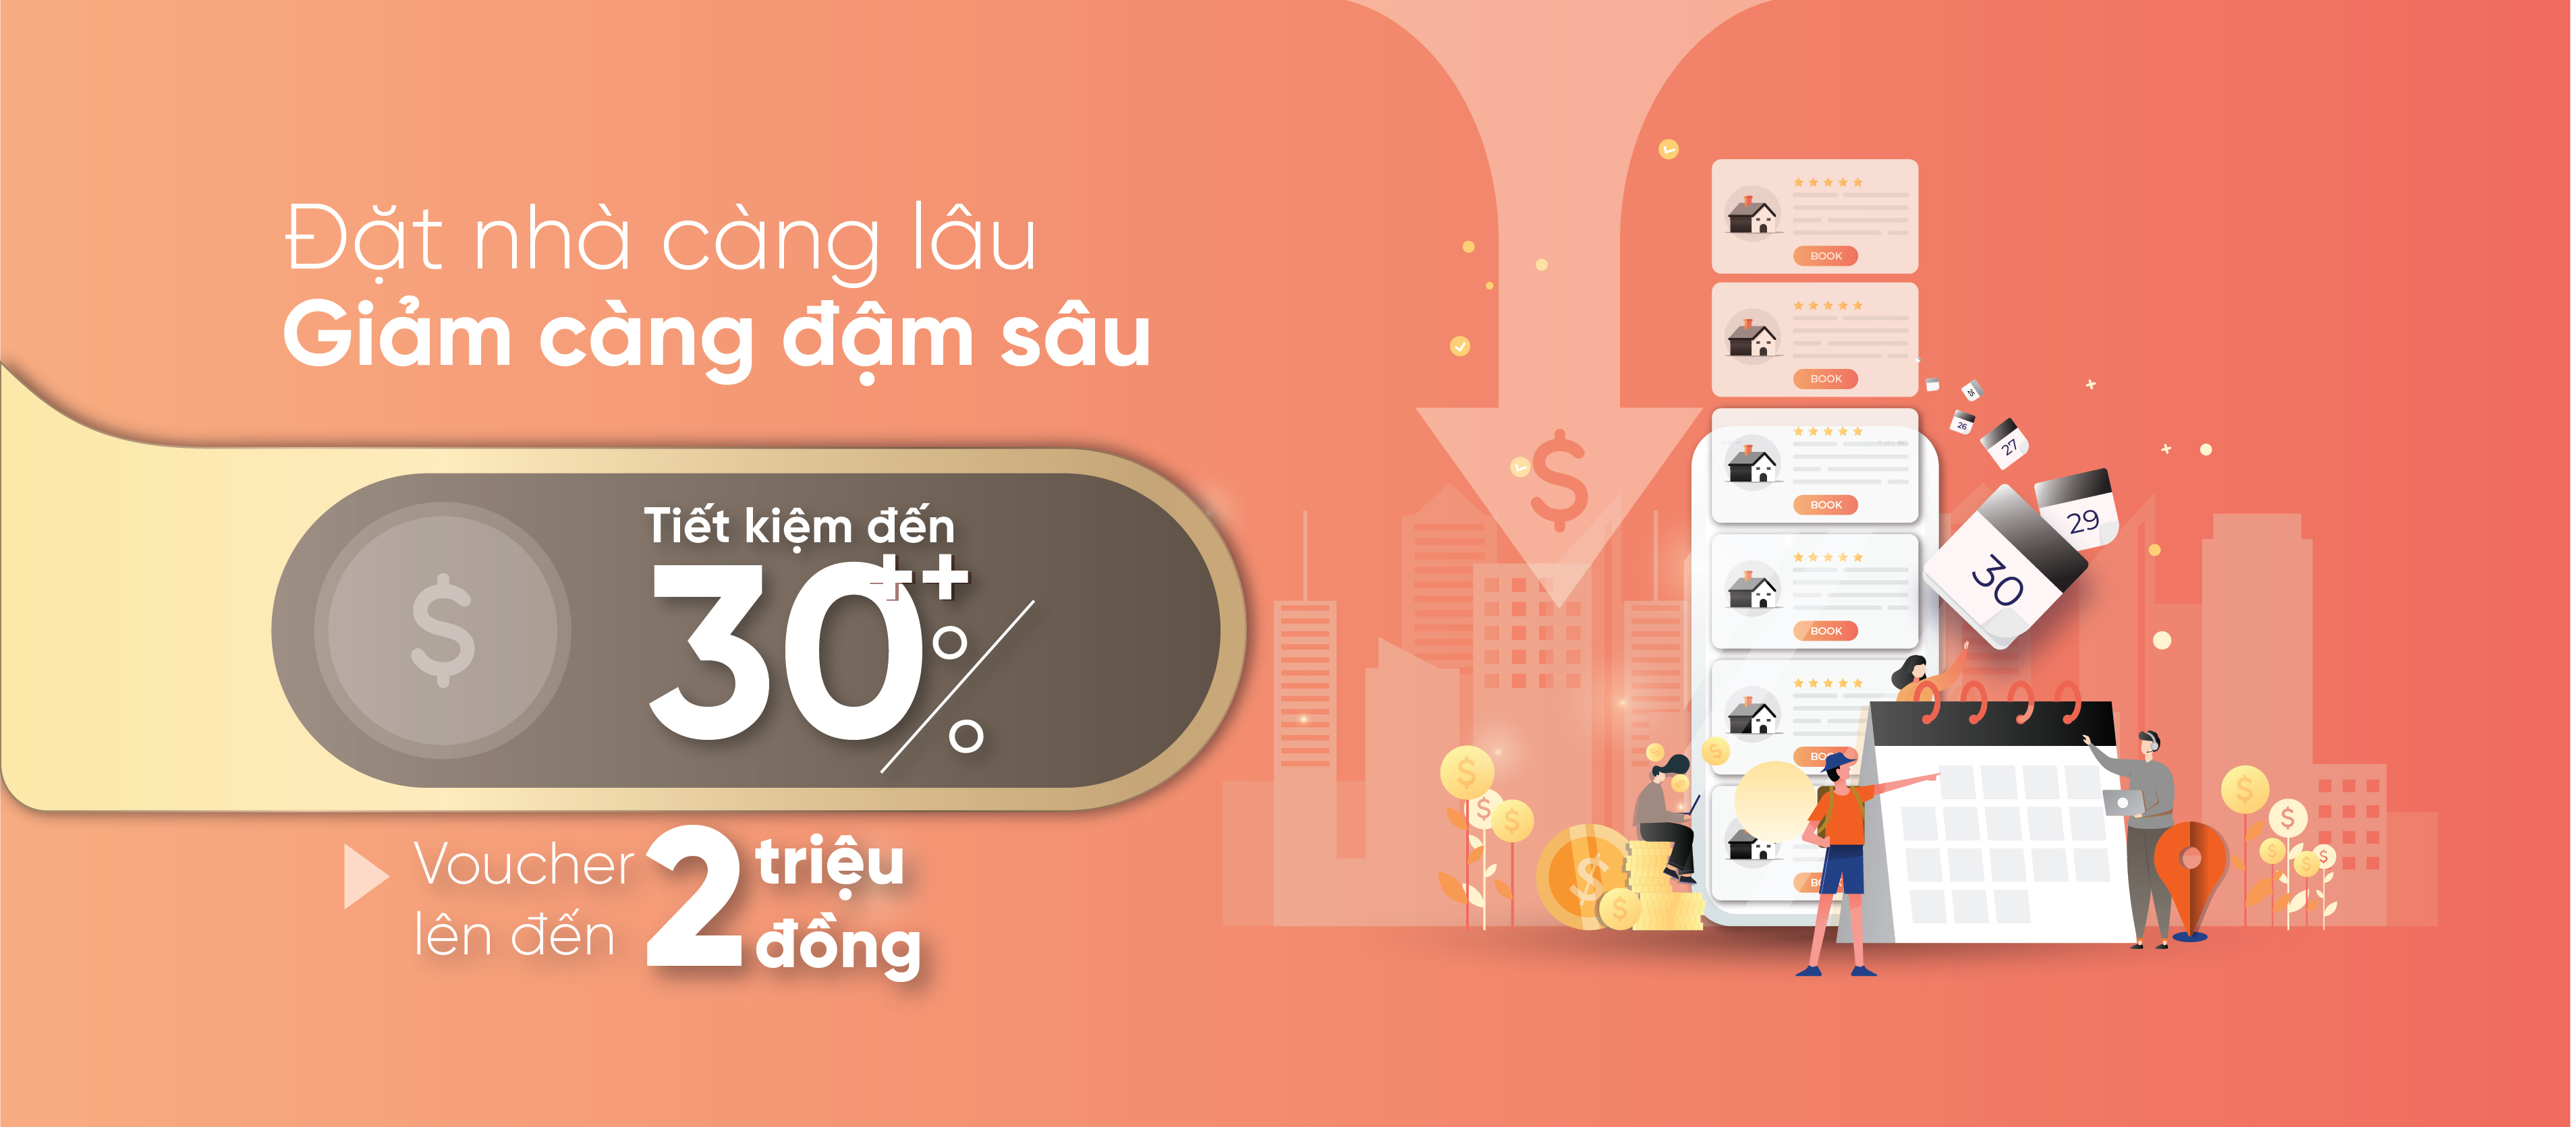 Đặt nhà càng lâu
Giảm càng đậm sâu
Tiết kiệm đến
30++%
Voucher
lên đến
2 triệu
đồng
$
$
BOOK
BOOK
BOOK
BOOK
BOOK
26
27
29
30